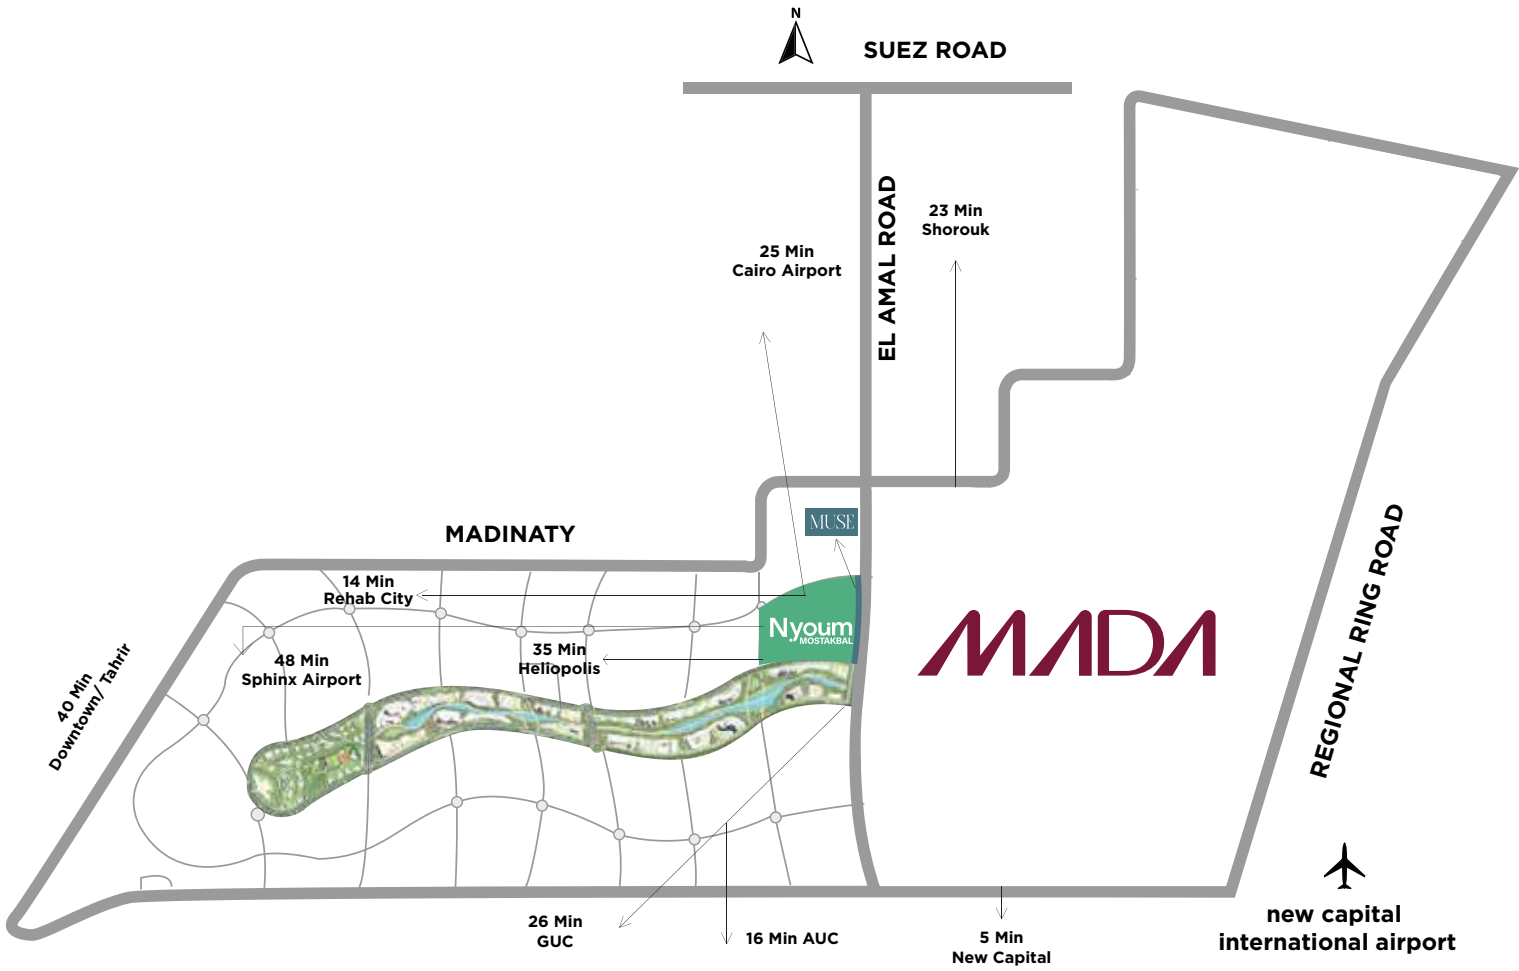 N
SUEZ ROAD
EL AMAL ROAD
23 Min
Shorouk
25 Min
Cairo Airport
MUSE
MADINATY
14 Min
Rehab City
Nyoum
MOSTAKBAL
35 Min
Heliopolis
48 Min
Sphinx Airport
40 Min
Downtown/ Tahrir
MADA
REGIONAL RING ROAD
26 Min
GUC
16 Min AUC
5 Min
New Capital
new capital
international airport